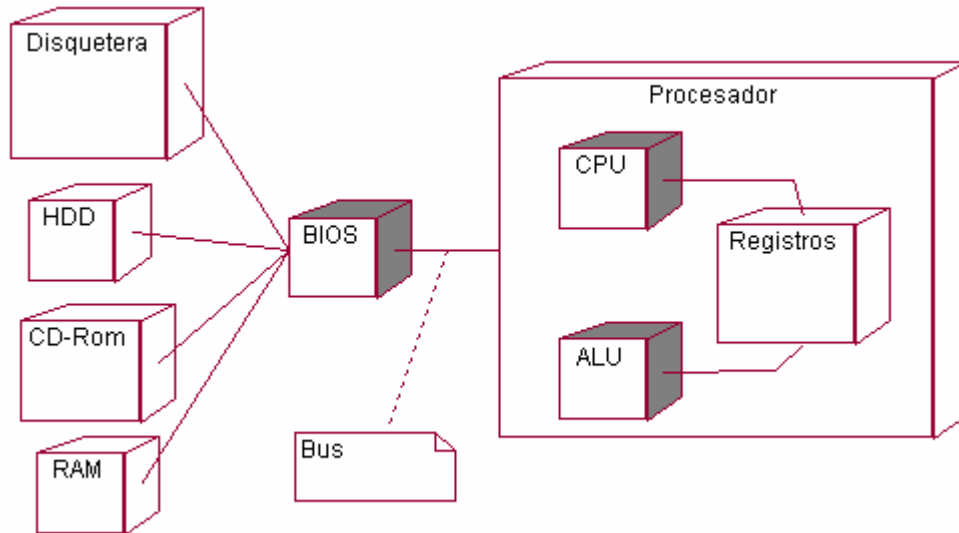 Disquetera
HDD
CD-Rom
RAM
BIOS
Bus
Procesador
CPU
ALU
Registros